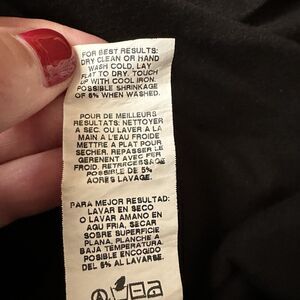 FOR BEST RESULTS:
DRY CLEAN OR HAND
WASH COLD, LAY
FLAT TO DRY. TOUCH
UP WITH COOL IRON.
POSSIBLE SHRINKAGE
OF 5% WHEN WASHED.
POUR DE MEILLEURS
RESULTATS: NETTOYER
A SEC. OU LAVER A LA
MAIN A L'EAU FROIDE
METTRE A PLAT POUR
SECHER. REPASSER LE
GERENENT AVEC FER
FROID. RETRECISSAGE
POSSIBLE DE 5%
AORES LAVAGE.
PARA MEJOR RESULTAD:
LAVAR EN SECO
O LAVAR AMANO EN
AGU FRIA, SECAR
SOBRE SUPERFICIE
PLANA, PLANCHE A
BAJA TEMPERATURA.
POSIBLE ENCOGIDO
DEL 5% AL LAVARSE.